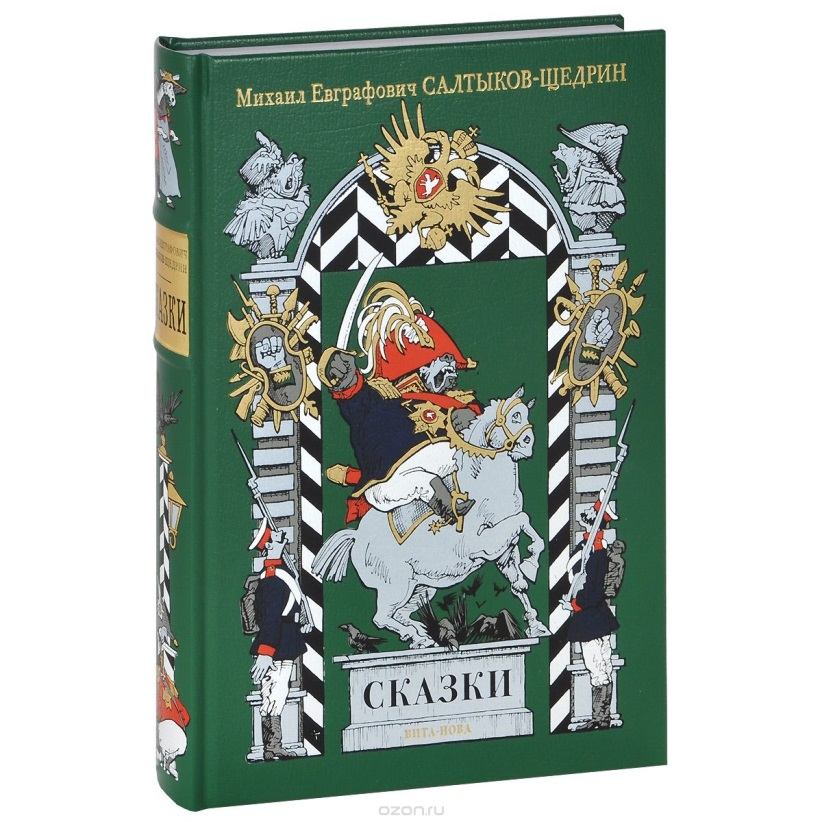 Михаил Евграфович САЛТЫКОВ-ЩЕДРИН
СКАЗКИ
ВИТА-НОВА
СКАЗКИ
ozon.ru